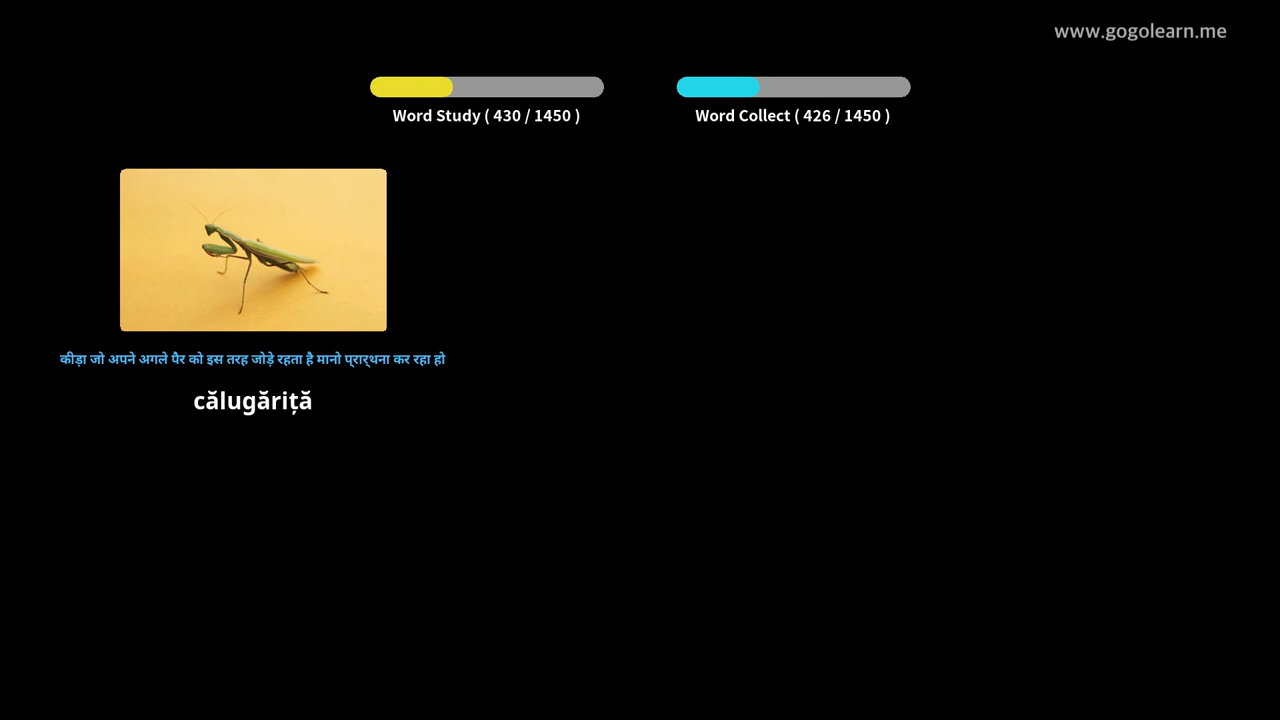 www.gogolearn.me
Word Study ( 430 / 1450 )
Word Collect ( 426 / 1450 )
कीड़ा जो अपने अगले पैर को इस तरह जोड़े रहता है मानो प्रार्थना कर रहा हो
călugăriță